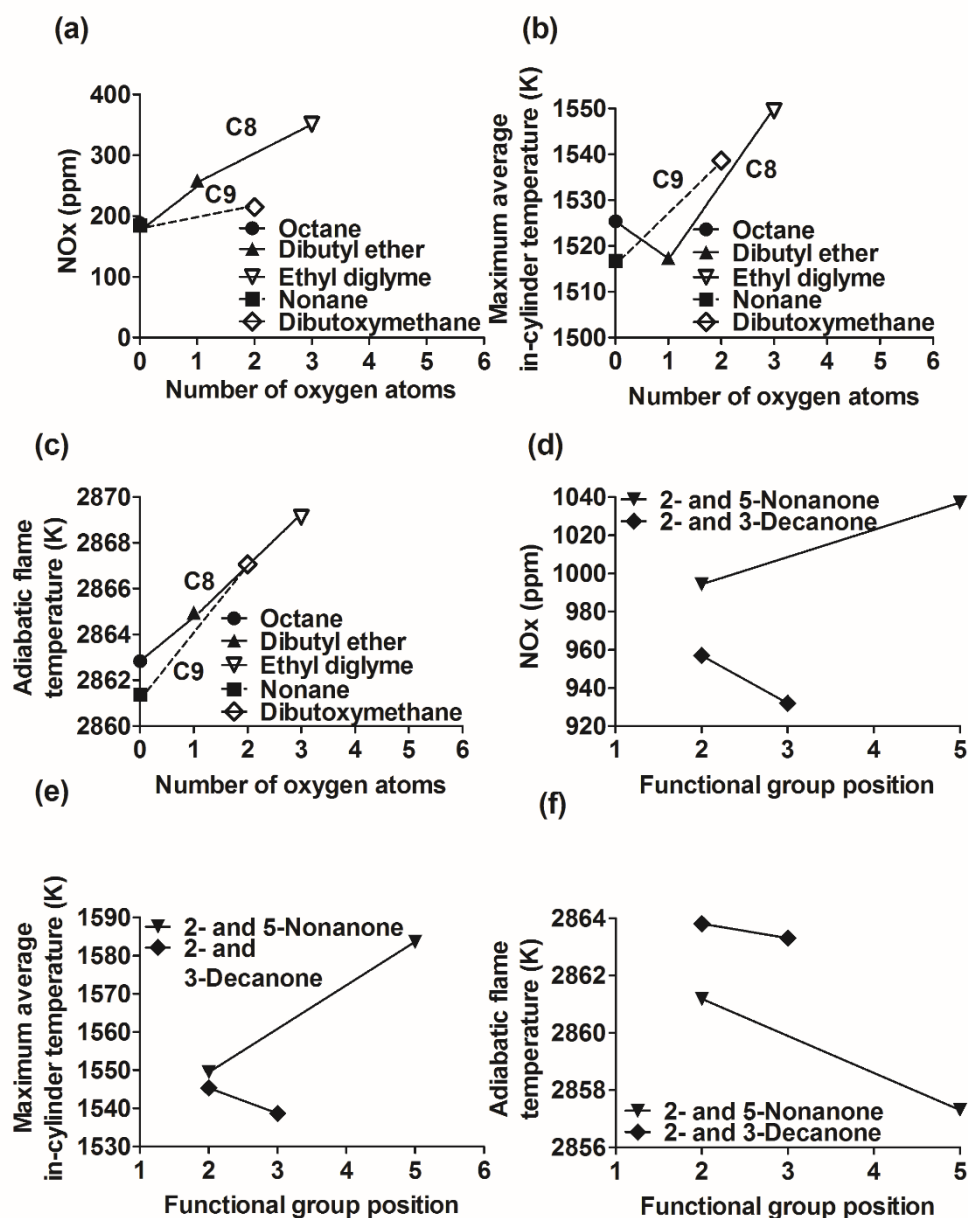 (a)
NOx (ppm)
400
300
200
100
0
C8
C9
Octane
Dibutyl ether
Ethyl diglyme
Nonane
Dibutoxymethane
0 1 2 3 4 5 6
Number of oxygen atoms
(b)
Maximum average
in-cylinder temperature (K)
1550
1540
1530
1520
1510
1500
C9
C8
Octane
Dibutyl ether
Ethyl diglyme
Nonane
Dibutoxymethane
0 1 2 3 4 5 6
Number of oxygen atoms
(c)
Adiabatic flame
temperature (K)
2870
2868
2866
2864
2862
2860
C8
C9
Octane
Dibutyl ether
Ethyl diglyme
Nonane
Dibutoxymethane
0 1 2 3 4 5 6
Number of oxygen atoms
(d)
NOx (ppm)
1040
1020
1000
980
960
940
920
2- and 5-Nonanone
2- and 3-Decanone
1 2 3 4 5
Functional group position
(e)
Maximum average
in-cylinder temperature (K)
1590
1580
1570
1560
1550
1540
1530
2- and 5-Nonanone
2- and
3-Decanone
1 2 3 4 5 6
Functional group position
(f)
Adiabatic flame
temperature (K)
2864
2862
2860
2858
2856
2- and 5-Nonanone
2- and 3-Decanone
1 2 3 4 5
Functional group position